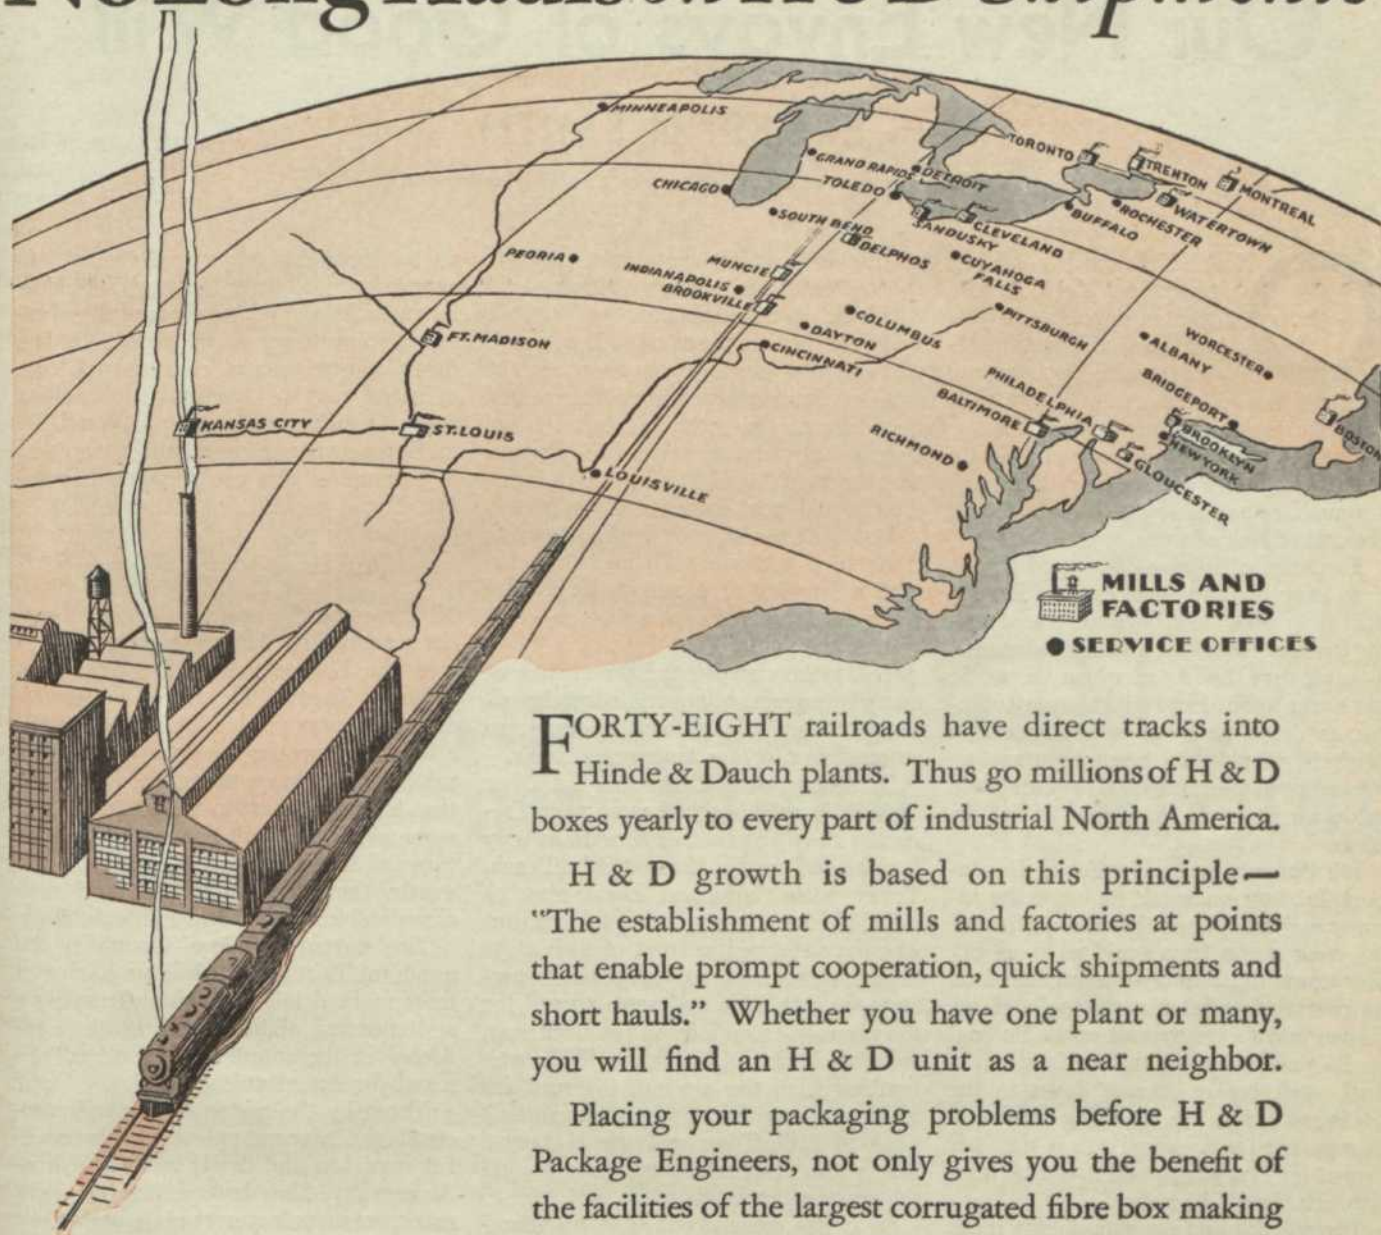 No Long Hauls on H & D Shipments
MINNEAPOLIS
TORONTO
TRENTON
MONTREAL
GRAND RAPIDS
DETROIT
CHICAGO
TOLEDO
WATERTOWN
ROCHESTER
BUFFALO
SOUTH BEND
SANDUSKY
CLEVELAND
DELPHOS
PEORIA
MUNCIE
CUYAHOGA
FALLS
INDIANAPOLIS
BROOKVILLE
COLUMBUS
PITTSBURGH
FT. MADISON
DAYTON
CINCINNATI
ALBANY
WORCESTER
PHILADELPHIA
BRIDGEPORT
BALTIMORE
KANSAS CITY
ST. LOUIS
RICHMOND
BROOKLYN
NEW YORK
BOSTON
LOUISVILLE
GLOUCESTER
MILLS AND
FACTORIES
SERVICE OFFICES
FORTY-EIGHT railroads have direct tracks into
Hinde & Dauch plants. Thus go millions of H & D
boxes yearly to every part of industrial North America.
H & D growth is based on this principle—
"The establishment of mills and factories at points
that enable prompt cooperation, quick shipments and
short hauls." Whether you have one plant or many,
you will find an H & D unit as a near neighbor.
Placing your packaging problems before H & D
Package Engineers, not only gives you the benefit of
the facilities of the largest corrugated fibre box making